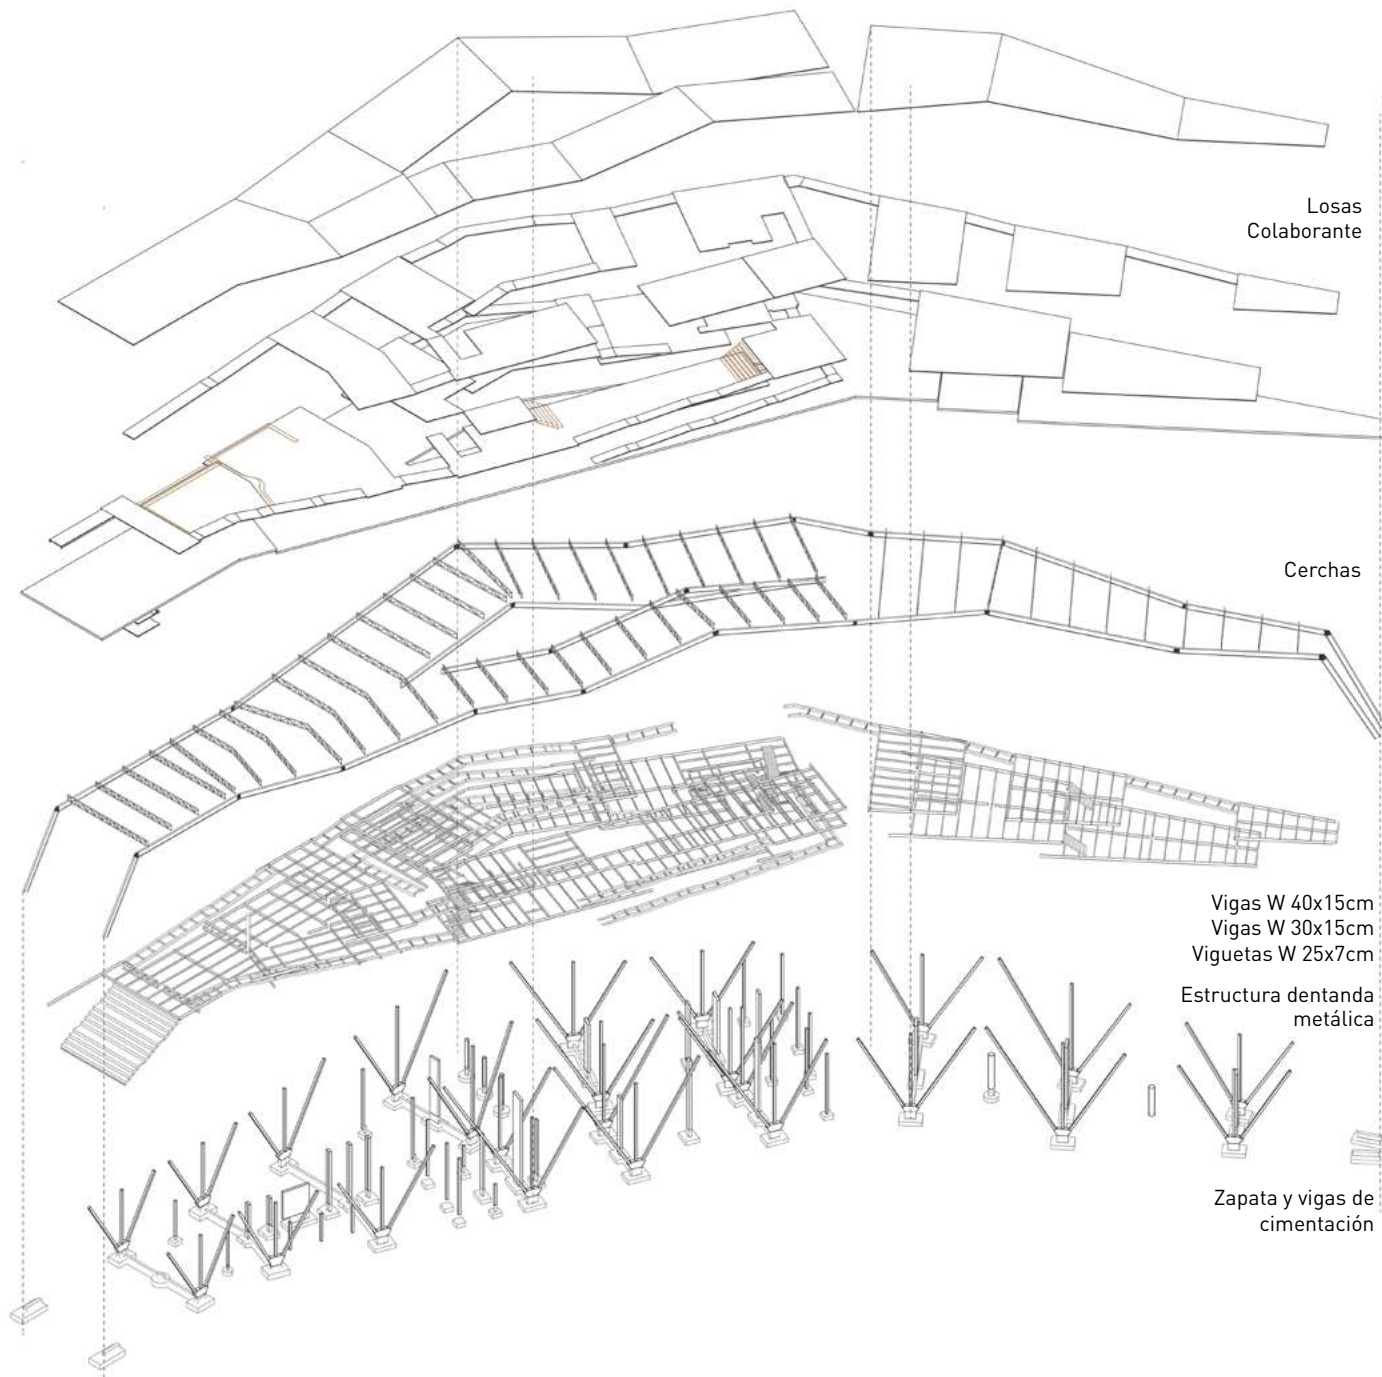 Losas
Colaborante
Cerchas
Vigas W 40x15cm
Vigas W 30x15cm
Viguetas W 25x7cm
Estructura dentanda
metálica
Zapata y vigas de
cimentación